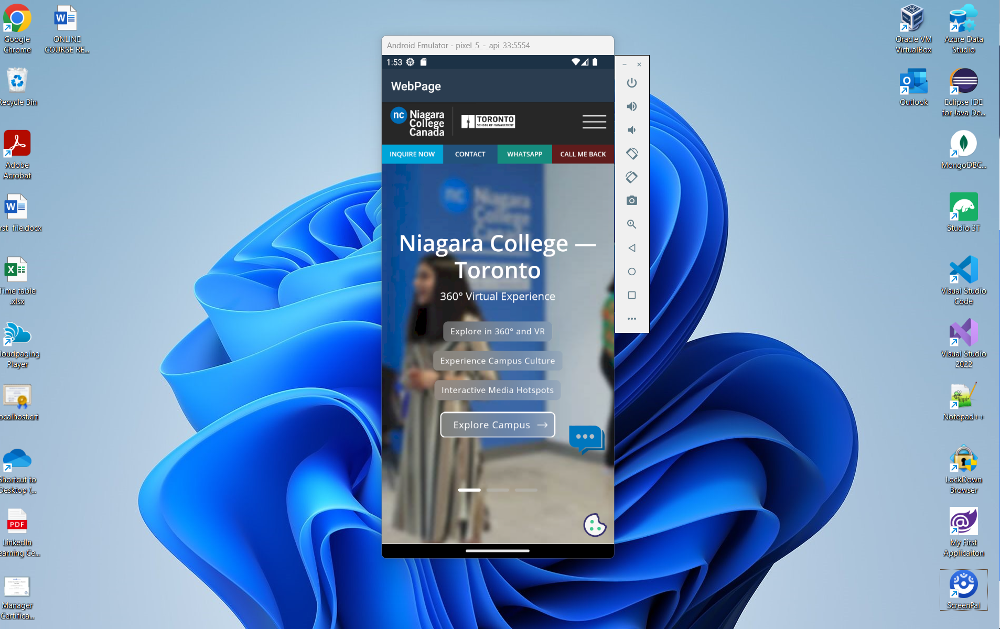 Google
Chrome
ONLINE
COURSE RE...
Recycle Bin
Adobe
Acrobat
rst file.docx
Time table
.xlsx
loudpaging
Player
ocalhost.crt
Shortcut to
Desktop (...
PDF
LinkedIn
earning Ce...
Manager
Certifica...
Android Emulator - pixel_5_-_api_33:5554
1:53
WebPage
nc Niagara
College
Canada
TORONTO
SCHOOL OF MANAGEMENT
INQUIRE NOW
CONTACT
WHATSAPP
CALL ME BACK
nc Niagara
College
Canada
Niagara College —
Toronto
360° Virtual Experience
Explore in 360° and VR
Experience Campus Culture
Interactive Media Hotspots
Explore Campus →
Oracle VM
VirtualBox
Azure Data
Studio
Outlook
Eclipse IDE
for Java De...
MongoDBC...
Studio 3T
Visual Studio
Code
Visual Studio
2022
Notepad++
LockDown
Browser
My First
Applicaiton
ScreenPal